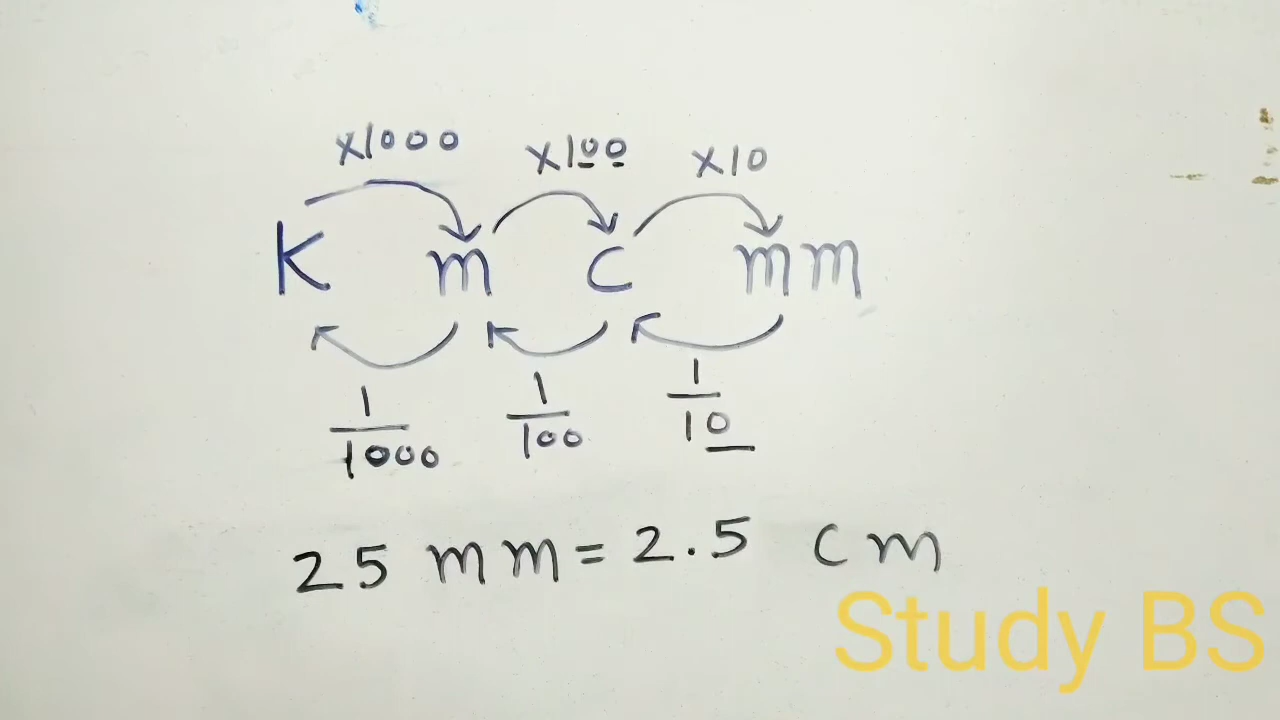 x1000 x100 x10
K m c mm
1/1000 1/100 1/10
25 mm = 2.5 cm
Study BS